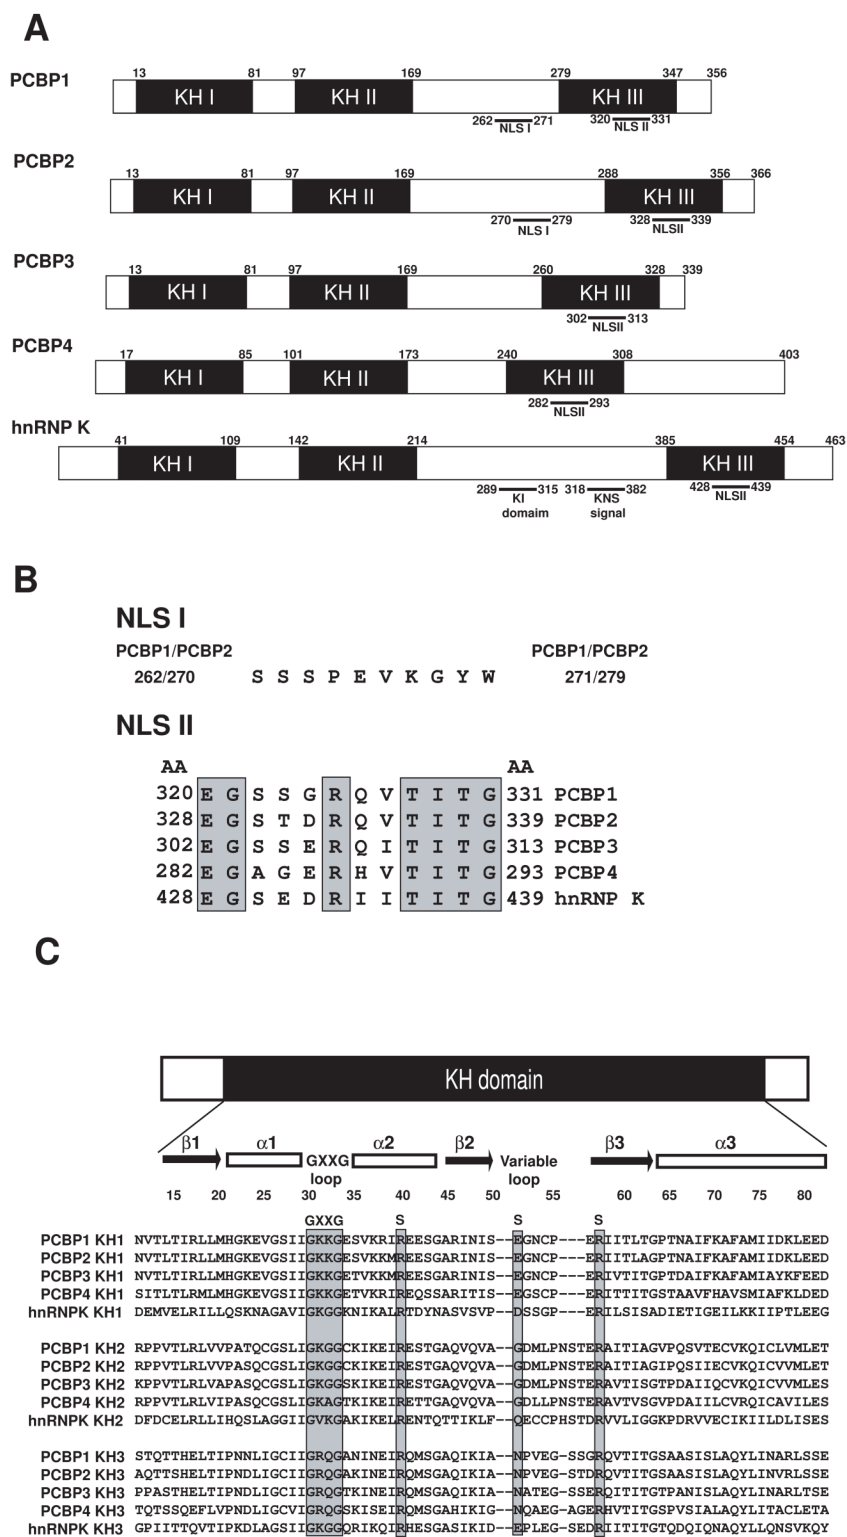 A
PCBP1
13 81 97 169 279 347 356
KH I KH II KH III
262 271 320 331
NLS I NLS II
PCBP2
13 81 97 169 288 356 366
KH I KH II KH III
270 279 328 339
NLS I NLSII
PCBP3
13 81 97 169 260 328 339
KH I KH II KH III
302 313
NLSII
PCBP4
17 85 101 173 240 308 403
KH I KH II KH III
282 293
NLSII
hnRNP K
41 109 142 214 385 454 463
KH I KH II KH III
289 315 318 382 428 439
KI KNS NLSII
domaim signal
B
NLS I
PCBP1/PCBP2 PCBP1/PCBP2
262/270 S S S P E V K G Y W 271/279
NLS II
AA AA
320 E G S S G R Q V T I T G 331 PCBP1
328 E G S T D R Q V T I T G 339 PCBP2
302 E G S S E R Q I T I T G 313 PCBP3
282 E G A G E R H V T I T G 293 PCBP4
428 E G S E D R I I T I T G 439 hnRNP K
C
KH domain
β1 α1 GXXG α2 β2 Variable β3 α3
loop loop
15 20 25 30 35 40 45 50 55 60 65 70 75 80
GXXG S S S
PCBP1 KH1 NVTLTIRLLMHGKEVGSIIGKKGESVKRIREESGARINIS--EGNCP---ERIITLTGPTNAIFKAFAMIIDKLEED
PCBP2 KH1 NVTLTIRLLMHGKEVGSIIGKKGESVKKMREESGARINIS--EGNCP---ERIITLAGPTNAIFKAFAMIIDKLEED
PCBP3 KH1 NVTLTIRLLMHGKEVGSIIGKKGETVKKMREESGARINIS--EGNCP---ERIVTITGPTDAIFKAFAMIAYKFEED
PCBP4 KH1 SITLTLRMLMHGKEVGSIIGKKGETVKRIREQSSARITIS--EGSCP---ERITTITGSTAAVFHAVSMIAFKLDED
hnRNPK KH1 DEMVELRILLQSKNAGAVIGKGGKNIKALRTDYNASVSVP--DSSGP---ERILSISADIETIGEILKKIIPTLEEG
PCBP1 KH2 RPPVTLRLVVPATQCGSLIGKGGCKIKEIRESTGAQVQVA--GDMLPNSTERAITIAGVPQSVTECVKQICLVMLET
PCBP2 KH2 RPPVTLRLVVPASQCGSLIGKGGCKIKEIRESTGAQVQVA--GDMLPNSTERAITIAGIPQSIIECVKQICVVMLET
PCBP3 KH2 KPPVTLRLVAPASQCGSLIGKGGSKIKEIRESTGAQVQVA--GDMLPNSTERAVTISGTPDAIIQCVKQICVVMLES
PCBP4 KH2 RPPVTLRLVIPASQCGSLIGKAGTKIKEIRETTGAQVQVA--GDLLPNSTERAVTVSGVPDAIILCVRQICAVILES
hnRNPK KH2 DFDCELRLLIHQSLAGGIIGVKGAKIKELRENTQTTIKLF--QECCPHSTDRVVLIGGKPDRVVECIKIILDLISES
PCBP1 KH3 STQTTHELTIPNNLIGCIIGRQGANINEIRQMSGAQIKIA--NPVEG-SSGRQVTITGSAASISLAQYLINARLSSE
PCBP2 KH3 AQTTSHELTIPNDLIGCIIGRQGAKINEIRQMSGAQIKIA--NPVEG-STDRQVTITGSAASISLAQYLINVRLSSE
PCBP3 KH3 PPASTHELTIPNDLIGCIIGRQGTKINEIRQMSGAQIKIA--NATEG-SSERQITITGTPANISLAQYLINARLTSE
PCBP4 KH3 TQTSSQEFLVPNDLIGCVIGRQGSKISEIRQMSGAHIKIG--NQAEG-AGERHVTITGSPVSIALAQYLITACLETA
hnRNPK KH3 GPIITTQVTIPKDLAGSIIGKGGQRIKQIRHESGASIKID--EPLEG-SEDRIITITGTQDQIQNAQYLLQNSVKQY